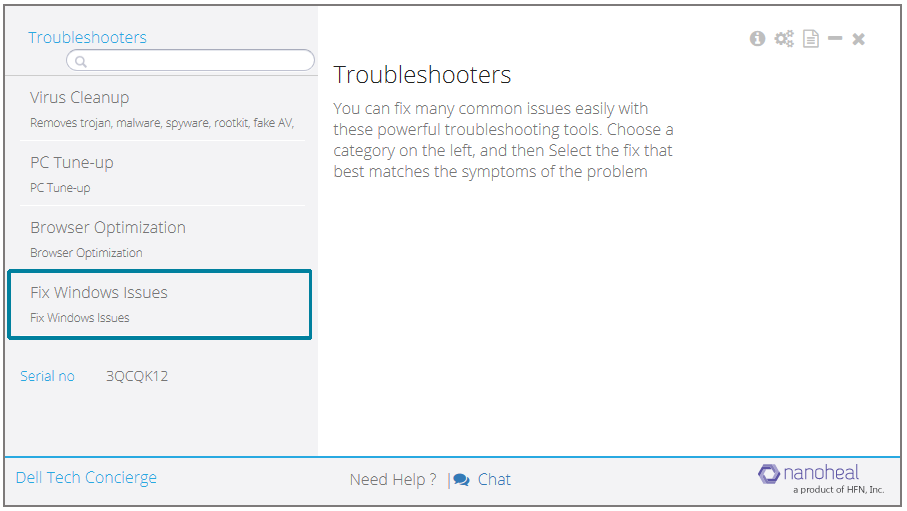 Troubleshooters
Virus Cleanup
Removes trojan, malware, spyware, rootkit, fake AV,
PC Tune-up
PC Tune-up
Browser Optimization
Browser Optimization
Fix Windows Issues
Fix Windows Issues
Serial no 3QCQK12
Troubleshooters
You can fix many common issues easily with
these powerful troubleshooting tools. Choose a
category on the left, and then Select the fix that
best matches the symptoms of the problem
Dell Tech Concierge
Need Help ? | Chat
nanoheal
a product of HFN, Inc.